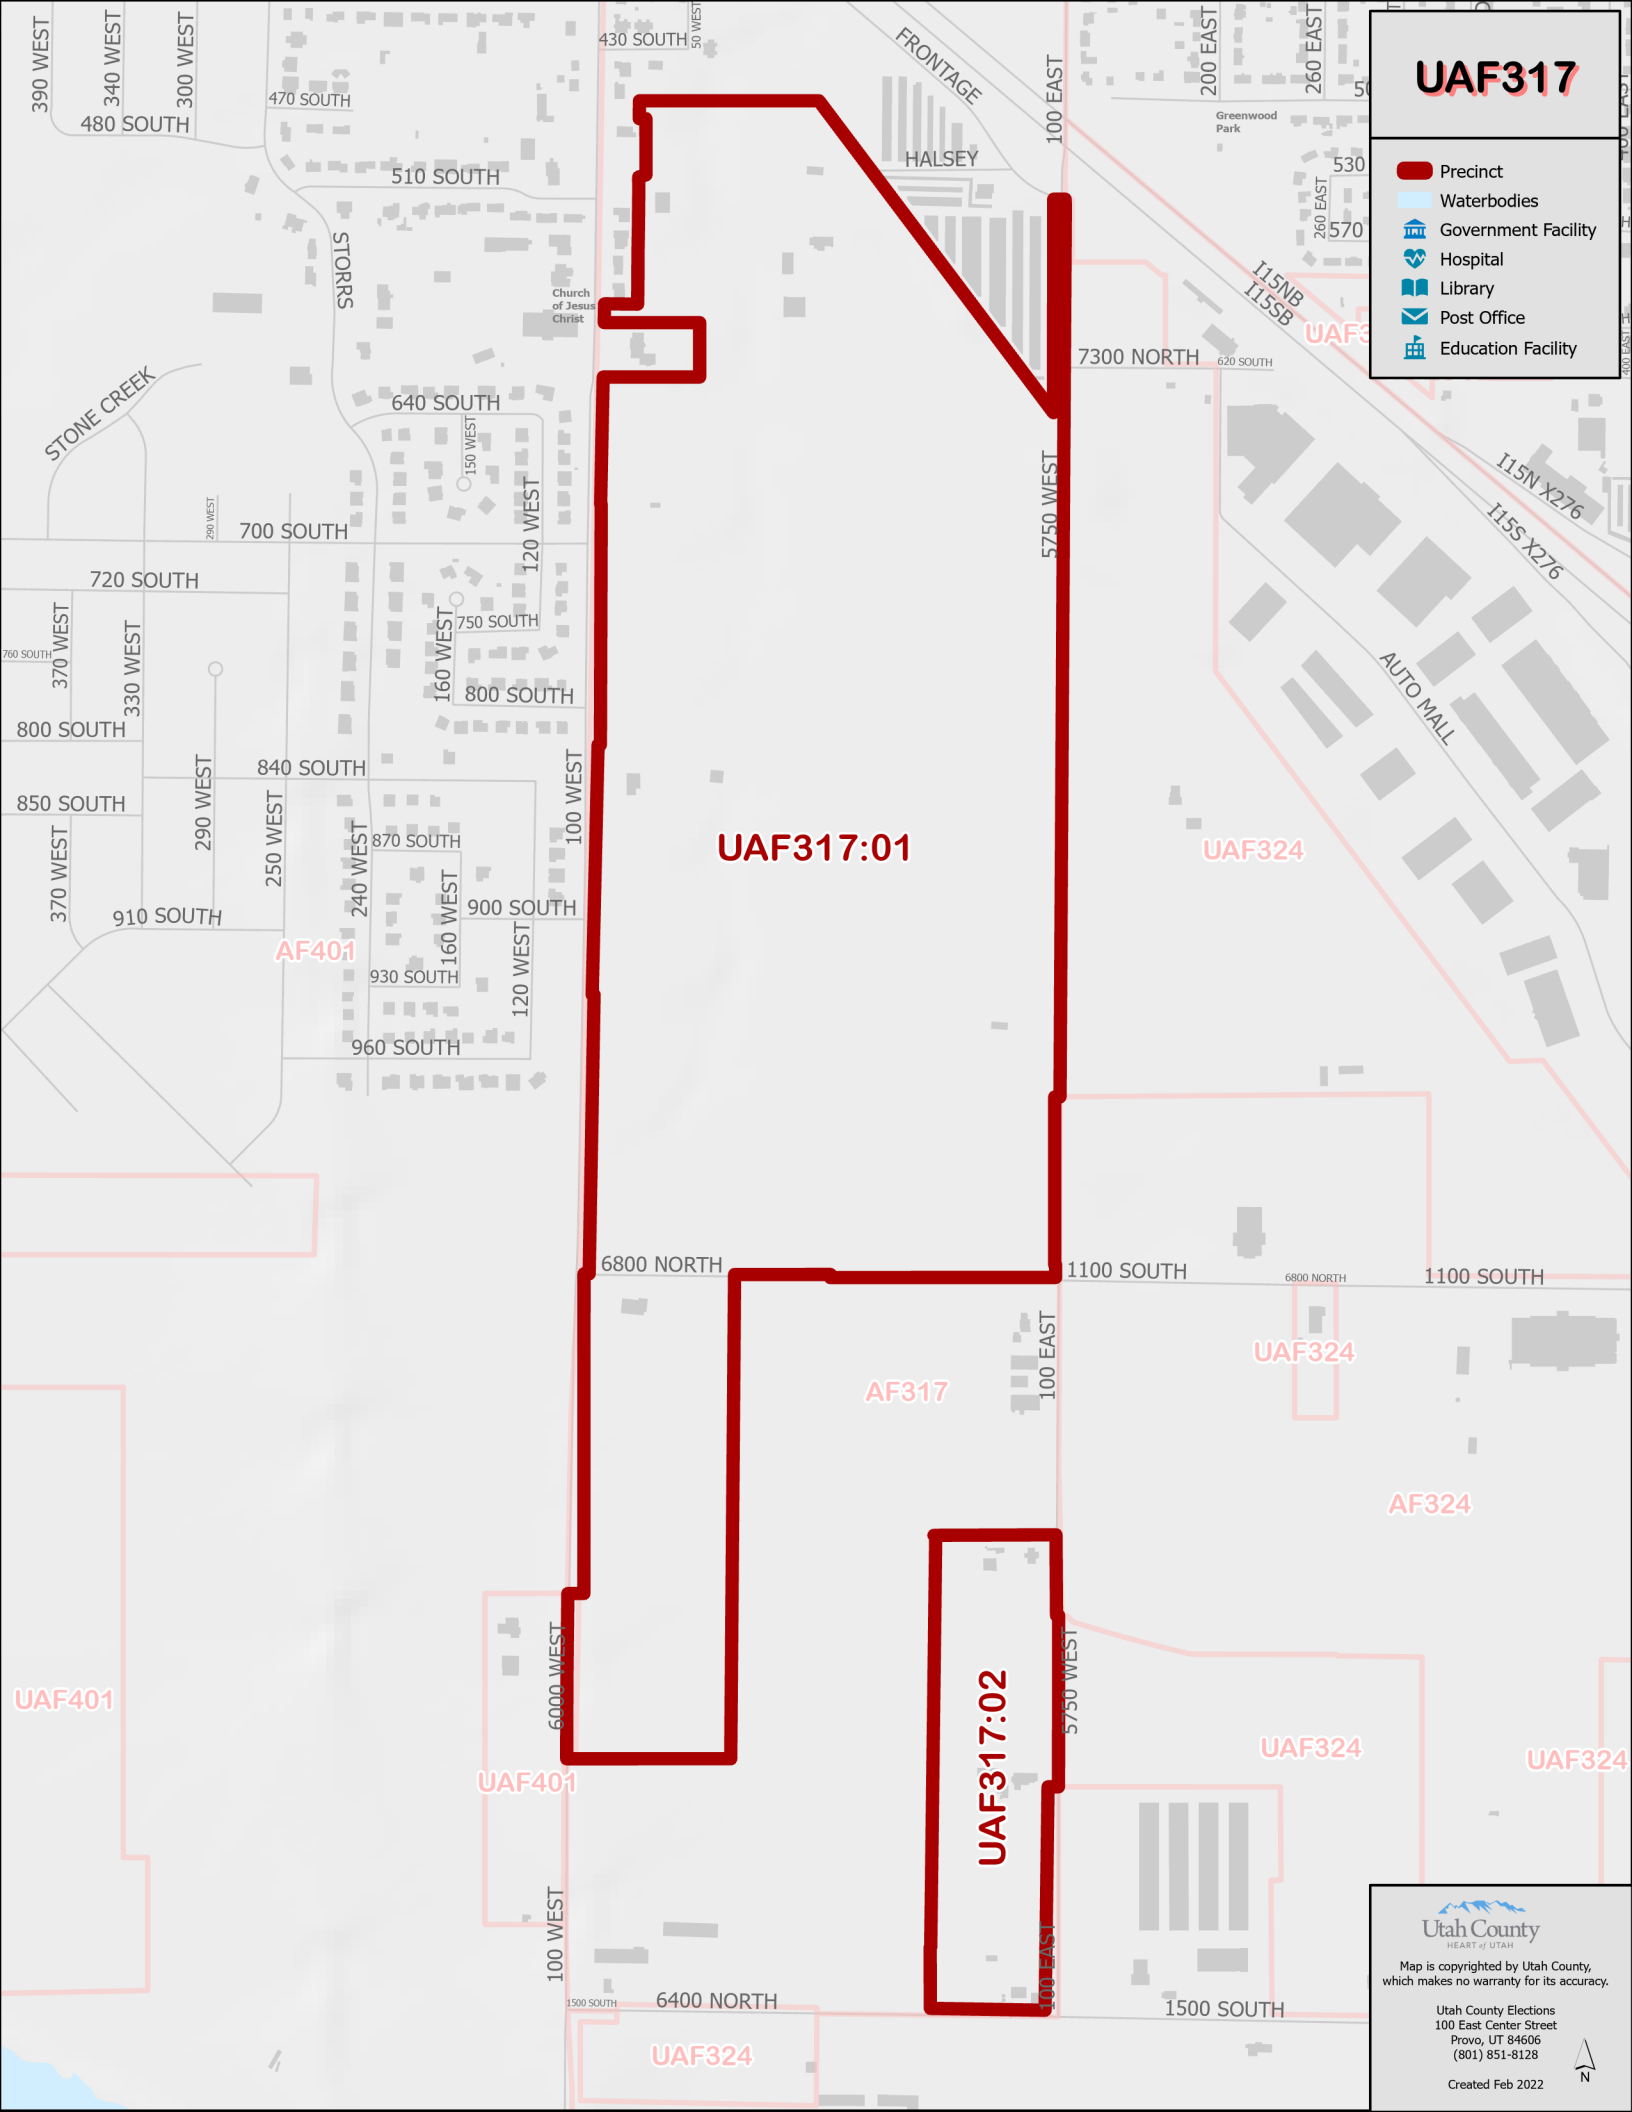 UAF317
Precinct
Waterbodies
Government Facility
Hospital
Library
Post Office
Education Facility
390 WEST
340 WEST
300 WEST
480 SOUTH
470 SOUTH
510 SOUTH
STORRS
430 SOUTH
50 WEST
FRONTAGE
100 EAST
HALSEY
200 EAST
260 EAST
Greenwood
Park
530
260 EAST
570
I15NB
I15SB
Church
of Jesus
Christ
7300 NORTH
620 SOUTH
400 EAST
STONE CREEK
640 SOUTH
150 WEST
120 WEST
5750 WEST
I15N X276
I15S X276
290 WEST
700 SOUTH
720 SOUTH
370 WEST
760 SOUTH
330 WEST
750 SOUTH
160 WEST
800 SOUTH
800 SOUTH
AUTO MALL
290 WEST
840 SOUTH
100 WEST
850 SOUTH
370 WEST
250 WEST
240 WEST
870 SOUTH
UAF317:01
UAF324
160 WEST
900 SOUTH
910 SOUTH
AF401
120 WEST
930 SOUTH
960 SOUTH
6800 NORTH
1100 SOUTH
6800 NORTH
1100 SOUTH
100 EAST
UAF324
AF317
AF324
6000 WEST
5750 WEST
UAF401
UAF317:02
UAF324
UAF324
UAF401
100 WEST
100 EAST
1500 SOUTH
6400 NORTH
1500 SOUTH
UAF324
Utah County
HEART of UTAH
Map is copyrighted by Utah County,
which makes no warranty for its accuracy.
Utah County Elections
100 East Center Street
Provo, UT 84606
(801) 851-8128
Created Feb 2022
N